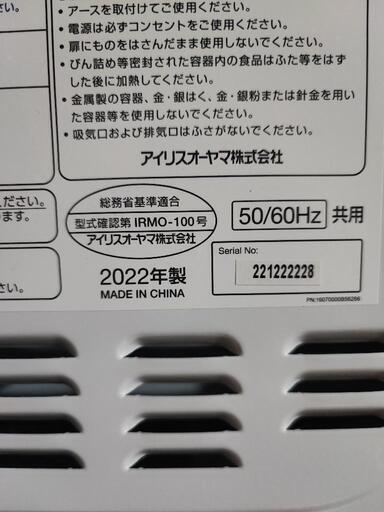 ・アースを取付けてご使用ください。
・電源は必ずコンセントをご使用ください。
・扉にものをはさんだまま使用しないでください。
・びん詰め等密封された容器内の食品はふた等をはず
した後に加熱してください。
・金属製の容器、金・銀はく、金・銀粉または針金を用い
た容器等を使用しないでください。
・吸気口および排気口はふさがないでください。
アイリスオーヤマ株式会社
ださい。
ます。
総務省基準適合
型式確認第 IRMO-100号
アイリスオーヤマ株式会社
50/60Hz 共用
2022年製
MADE IN CHINA
Serial No:
221222228
さい。